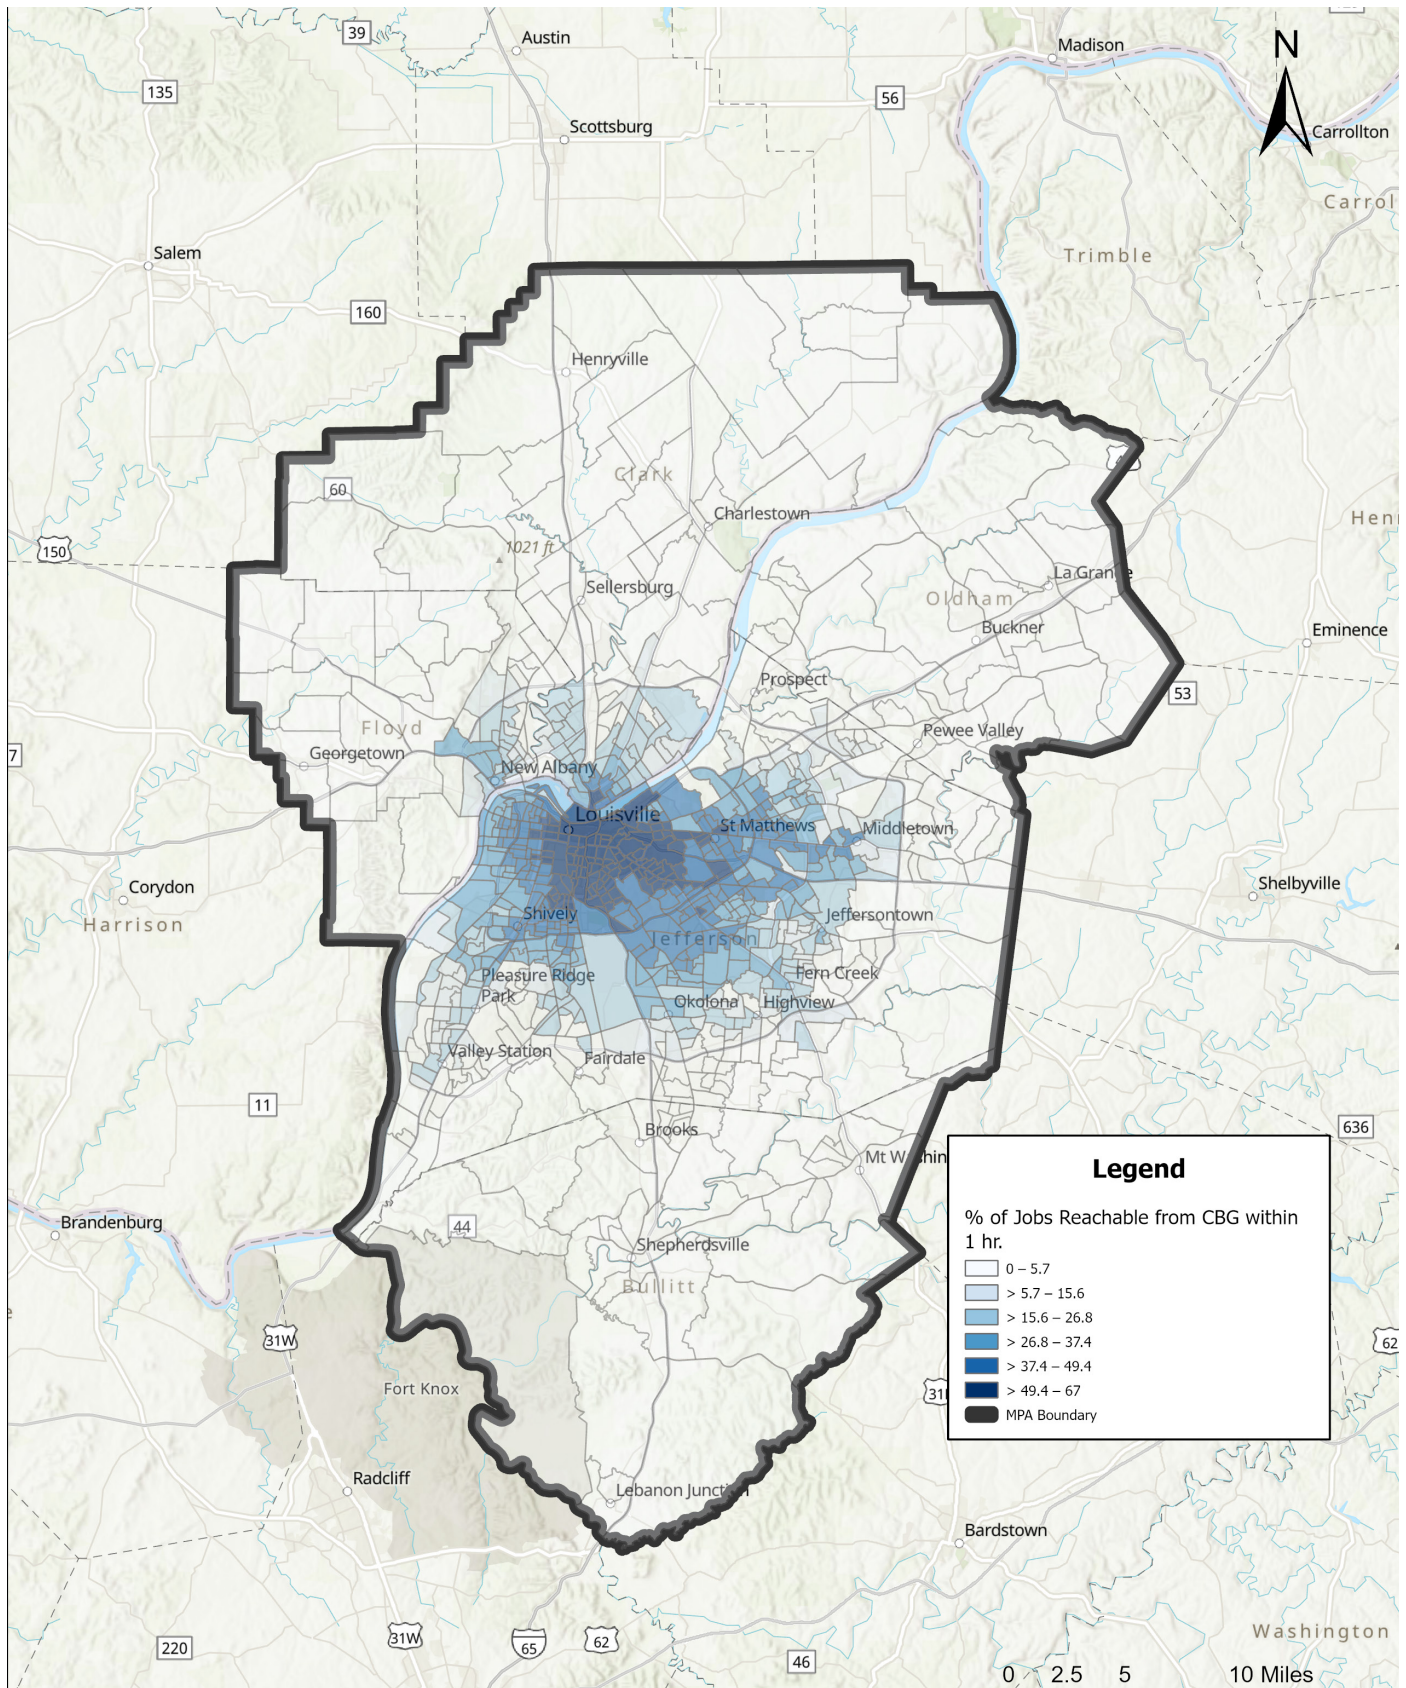 39
Austin
Madison
N
135
56
Scottsburg
Carrollton
Carrol
Salem
Trimble
160
Henryville
Clark
60
Charlestown
Henr
150
1021 ft
La Grange
Sellersburg
Oldham
Buckner
Eminence
Prospect
53
Floyd
Pewee Valley
7
Georgetown
New Albany
Louisville
St Matthews
Middletown
Corydon
Shelbyville
Harrison
Shively
Jeffersontown
Jefferson
Pleasure Ridge
Park
Fern Creek
Okolona
Highview
Valley Station
Fairdale
11
Brooks
636
Mt Washin
Legend
% of Jobs Reachable from CBG within
1 hr.
0 – 5.7
> 5.7 – 15.6
> 15.6 – 26.8
> 26.8 – 37.4
> 37.4 – 49.4
> 49.4 – 67
MPA Boundary
Brandenburg
44
Shepherdsville
Bullitt
31W
62
Fort Knox
31
Radcliff
Lebanon Junction
Bardstown
31W
65
62
220
46
Washington
0 2.5 5 10 Miles